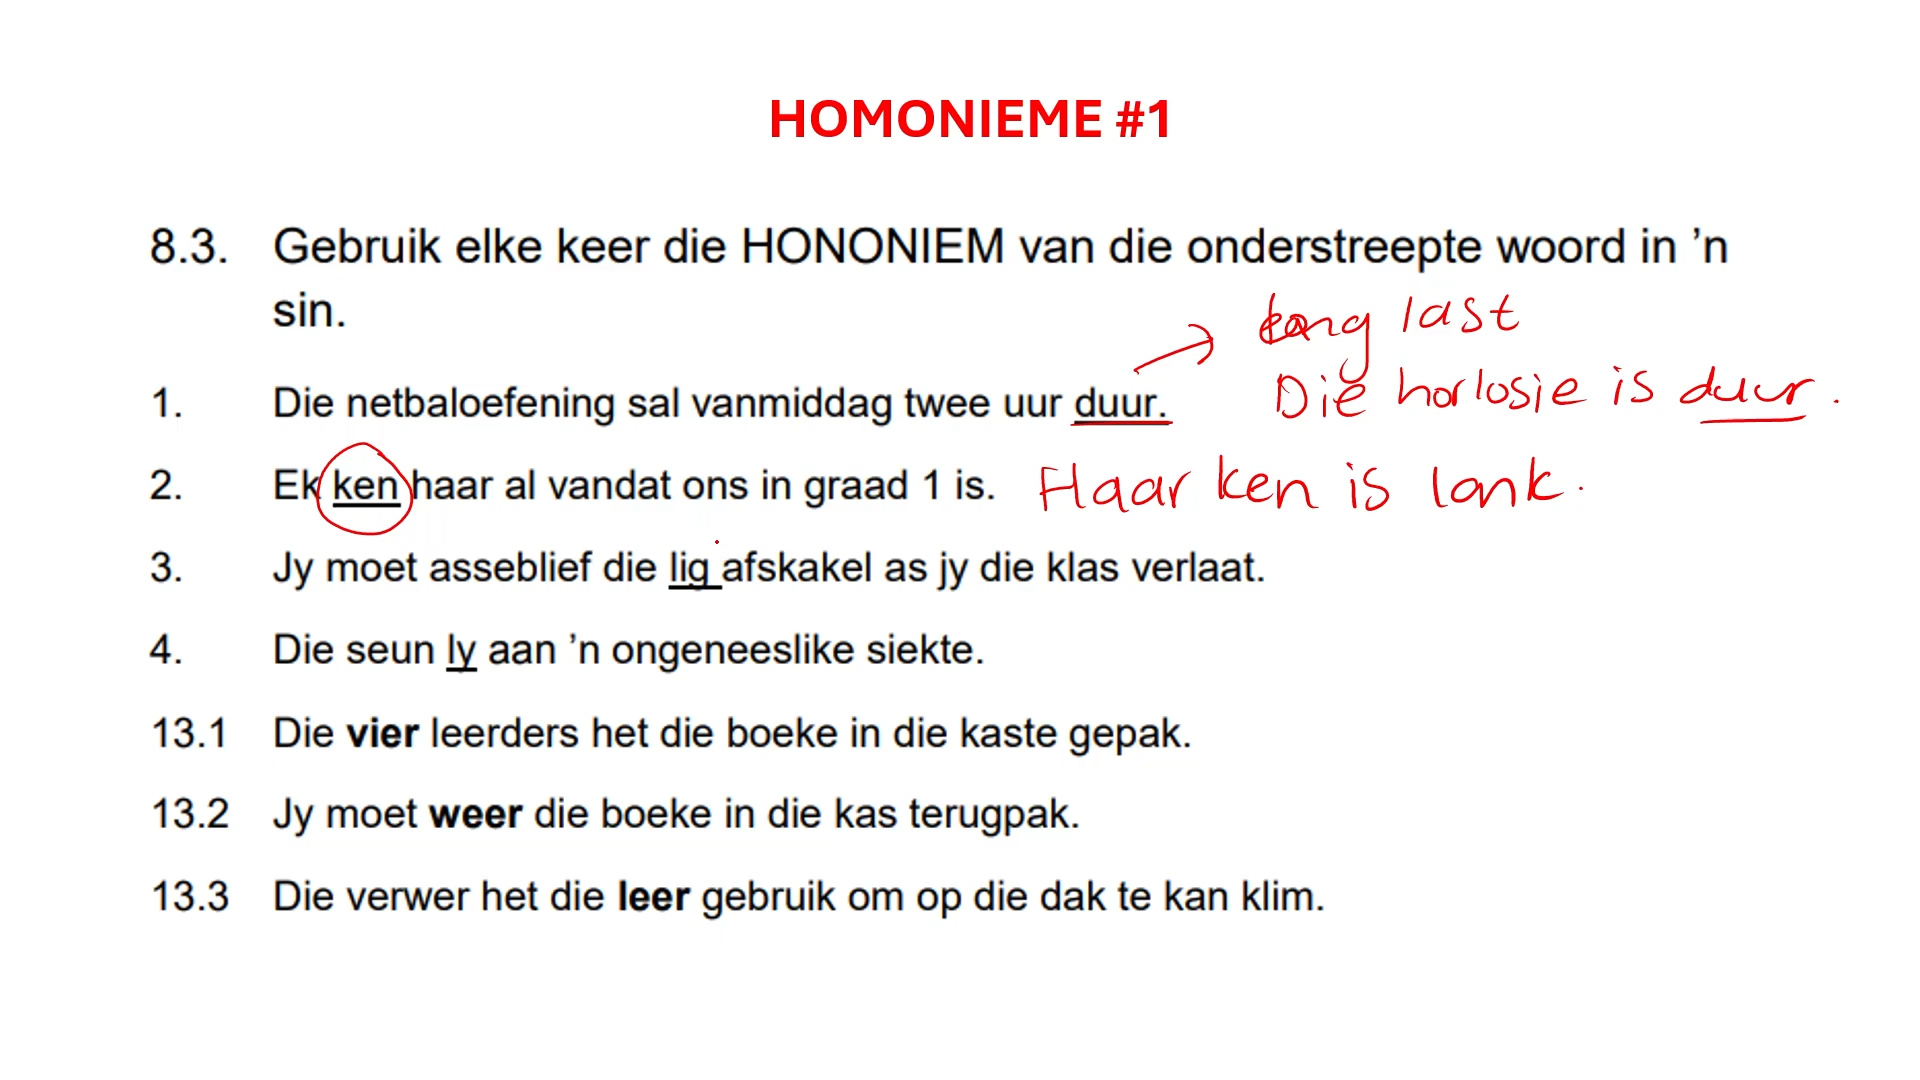 HOMONIEME #1
8.3. Gebruik elke keer die HONONIEM van die onderstreepte woord in ’n
sin.
last
1. Die netbaloefening sal vanmiddag twee uur duur. Die horlosie is duur.
2. Ek ken haar al vandat ons in graad 1 is. Haar ken is lank.
3. Jy moet asseblief die lig afskakel as jy die klas verlaat.
4. Die seun ly aan ’n ongeneeslike siekte.
13.1 Die vier leerders het die boeke in die kaste gepak.
13.2 Jy moet weer die boeke in die kas terugpak.
13.3 Die verwer het die leer gebruik om op die dak te kan klim.